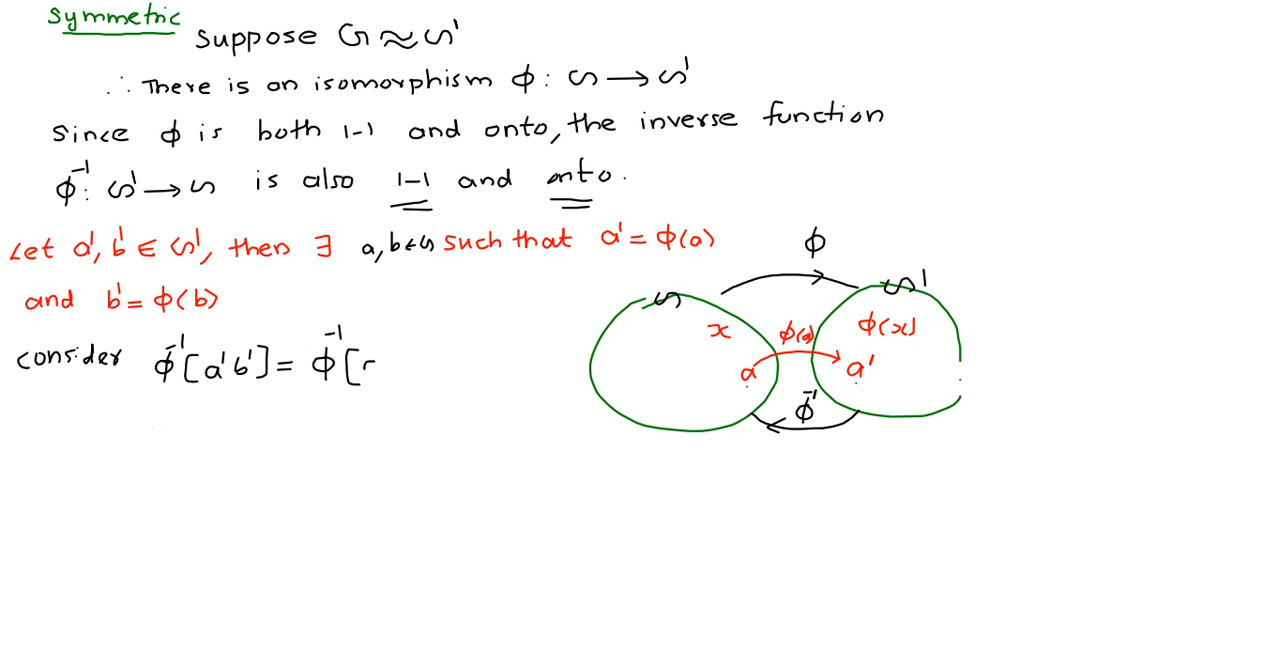 Symmetric
Suppose G ≈ G'
∴ There is an isomorphism ϕ: G → G'
Since ϕ is both 1-1 and onto, the inverse function
ϕ⁻¹: G' → G is also 1-1 and onto.
Let a', b' ∈ G', then ∃ a, b ∈ G such that a' = ϕ(a)
and b' = ϕ(b)
consider ϕ⁻¹[a'b'] = ϕ⁻¹[
ϕ
G
G'
x
ϕ(a)
ϕ(x)
a
a'
ϕ⁻¹